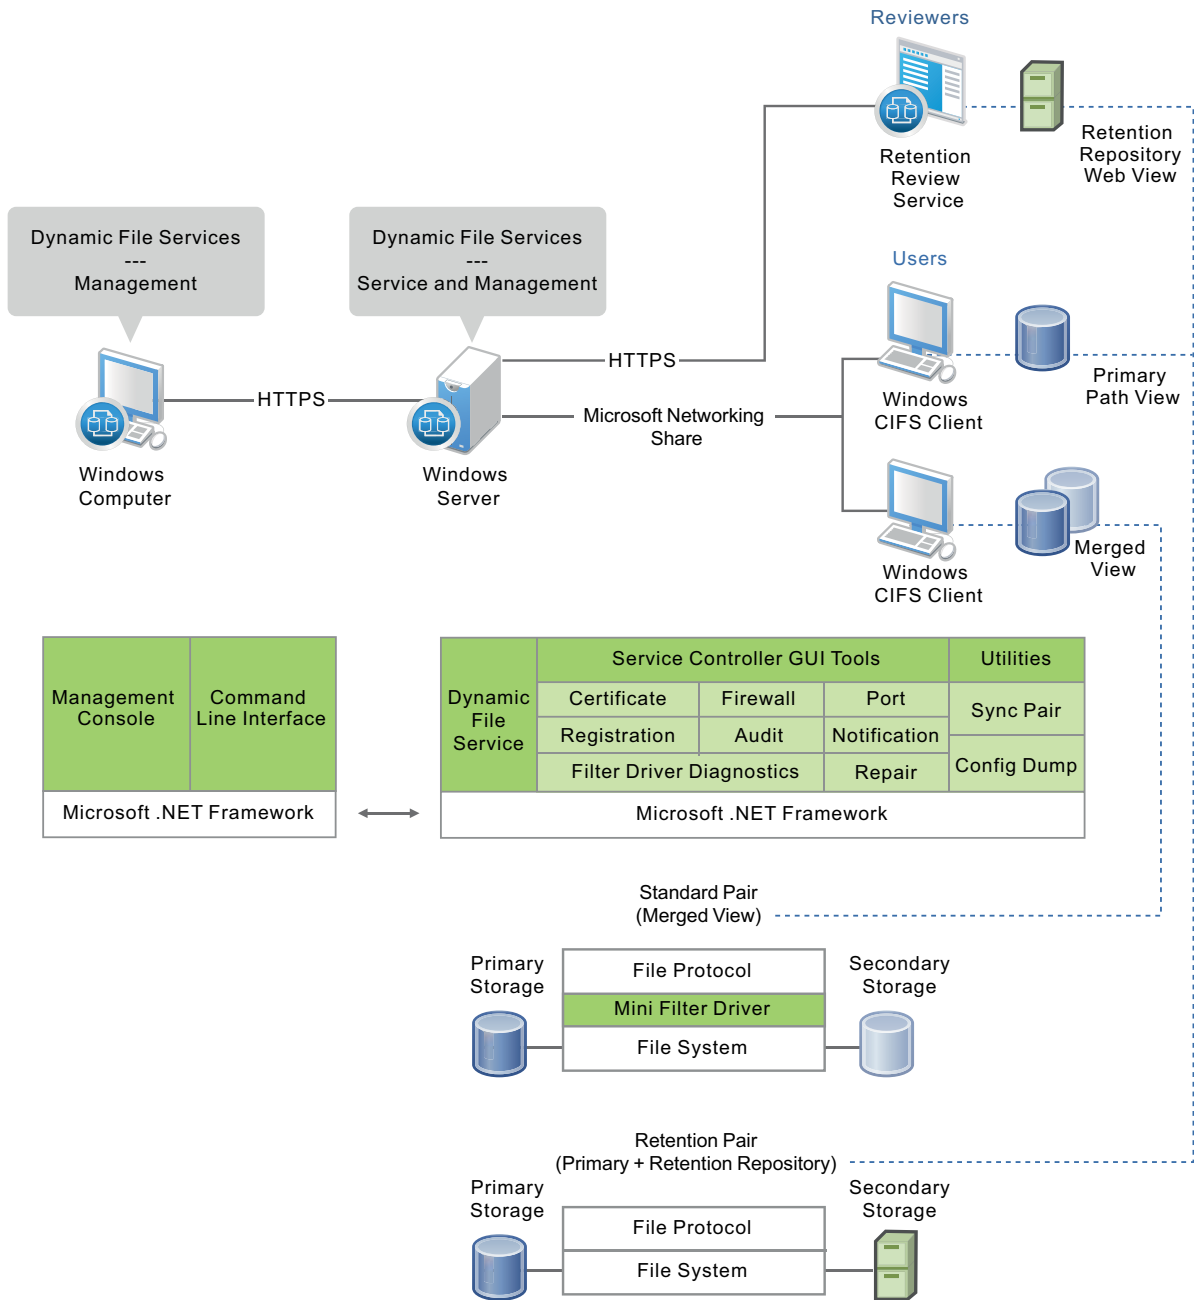 Reviewers
Retention
Review
Service
Retention
Repository
Web View
Dynamic File Services
---
Management
Dynamic File Services
---
Service and Management
Users
HTTPS
HTTPS
Microsoft Networking
Share
Windows
Computer
Windows
Server
Windows
CIFS Client
Primary
Path View
Windows
CIFS Client
Merged
View
Management
Console
Command
Line Interface
Microsoft .NET Framework
Dynamic
File
Service
Service Controller GUI Tools
Utilities
Certificate
Firewall
Port
Sync Pair
Registration
Audit
Notification
Filter Driver Diagnostics
Repair
Config Dump
Microsoft .NET Framework
Standard Pair
(Merged View)
Primary
Storage
File Protocol
Mini Filter Driver
File System
Secondary
Storage
Retention Pair
(Primary + Retention Repository)
Primary
Storage
File Protocol
File System
Secondary
Storage